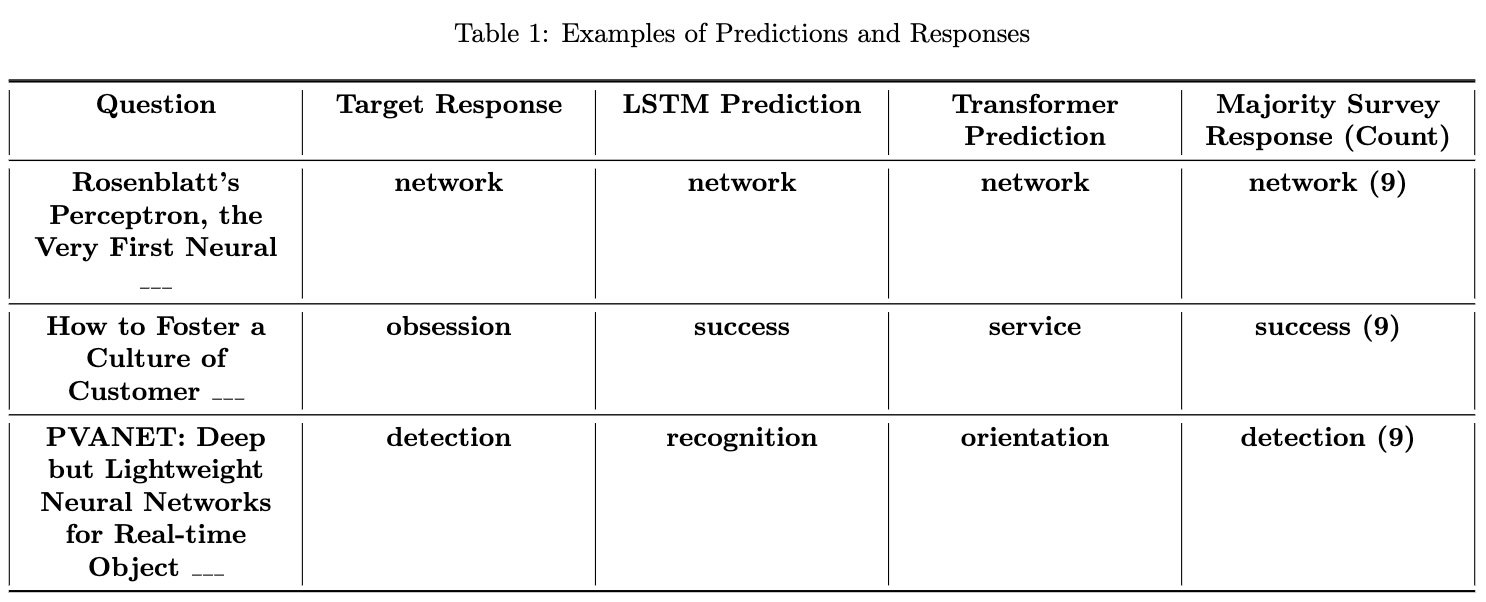 Table 1: Examples of Predictions and Responses
Question Target Response LSTM Prediction Transformer Prediction Majority Survey Response (Count)
Rosenblatt's network network network network (9)
Perceptron, the
Very First Neural
___
How to Foster a obsession success service success (9)
Culture of
Customer ___
PVANET: Deep detection recognition orientation detection (9)
but Lightweight
Neural Networks
for Real-time
Object ___